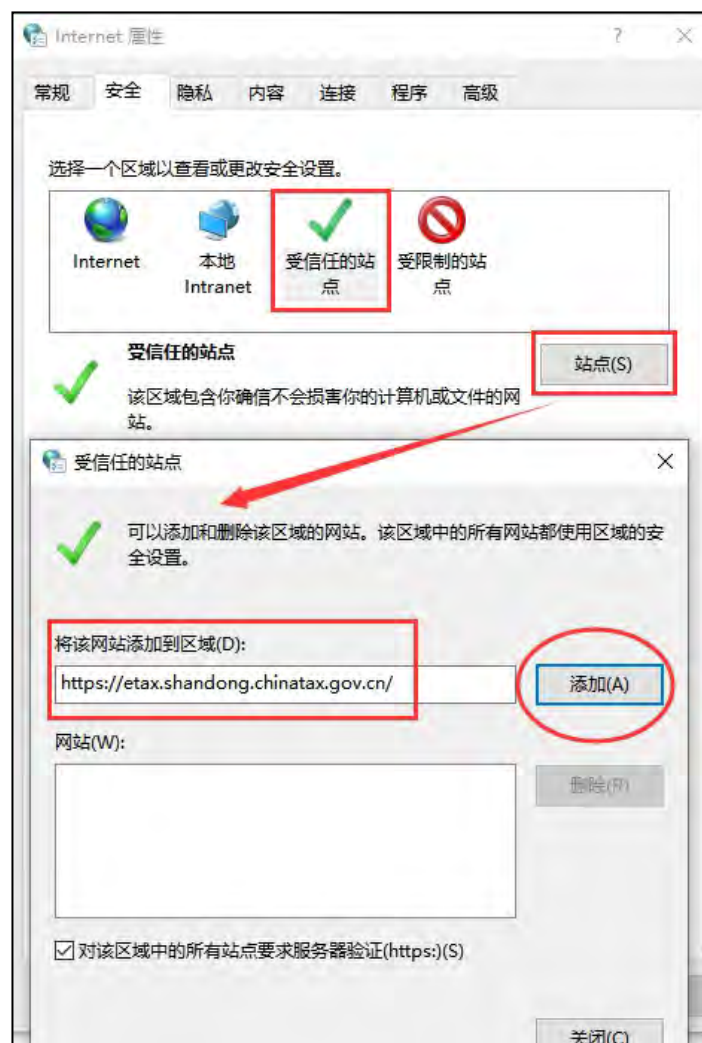 Internet 属性
常规 安全 隐私 内容 连接 程序 高级
选择一个区域以查看或更改安全设置。
Internet
本地
Intranet
受信任的站
点
受限制的站
点
受信任的站点
站点(S)
该区域包含你确信不会损害你的计算机或文件的网
站。
受信任的站点
可以添加和删除该区域的网站。该区域中的所有网站都使用区域的安
全设置。
将该网站添加到区域(D):
https://etax.shandong.chinatax.gov.cn/
添加(A)
网站(W):
删除(R)
对该区域中的所有站点要求服务器验证(https:)(S)
关闭(C)